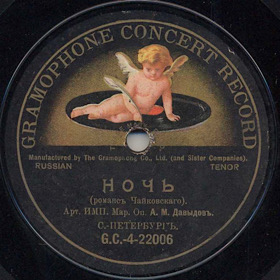 GRAMOPHONE CONCERT RECORD
Manufactured by The Gramophone Co., Ltd. (and Sister Companies).
RUSSIAN TENOR
НОЧЬ
(романсъ Чайковскаго).
Арт. ИМП. Мар. Оп. А. М. Давыдовъ.
С.-ПЕТЕРБУРГЪ.
G.C.-4-22006